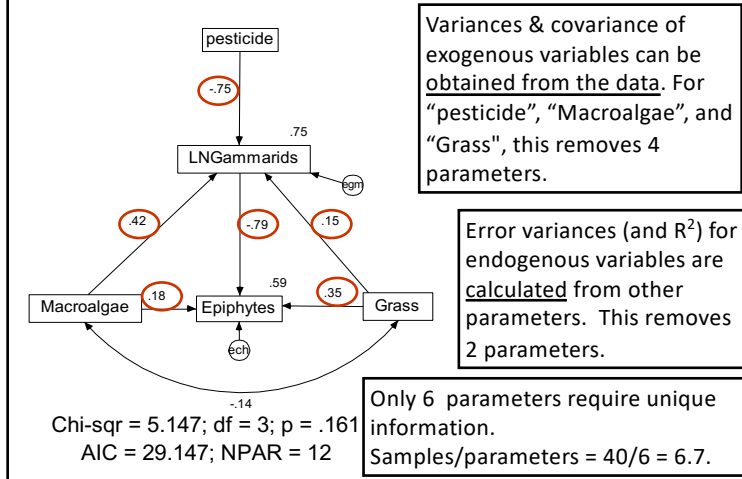 pesticide
-.75
.75
LNGammarids
egm
.42
-.79
.15
.59
Macroalgae
.18
Epiphytes
.35
Grass
ech
-.14
Chi-sqr = 5.147; df = 3; p = .161
AIC = 29.147; NPAR = 12
Variances & covariance of
exogenous variables can be
obtained from the data. For
“pesticide”, “Macroalgae”, and
“Grass", this removes 4
parameters.
Error variances (and R²) for
endogenous variables are
calculated from other
parameters. This removes
2 parameters.
Only 6 parameters require unique
information.
Samples/parameters = 40/6 = 6.7.